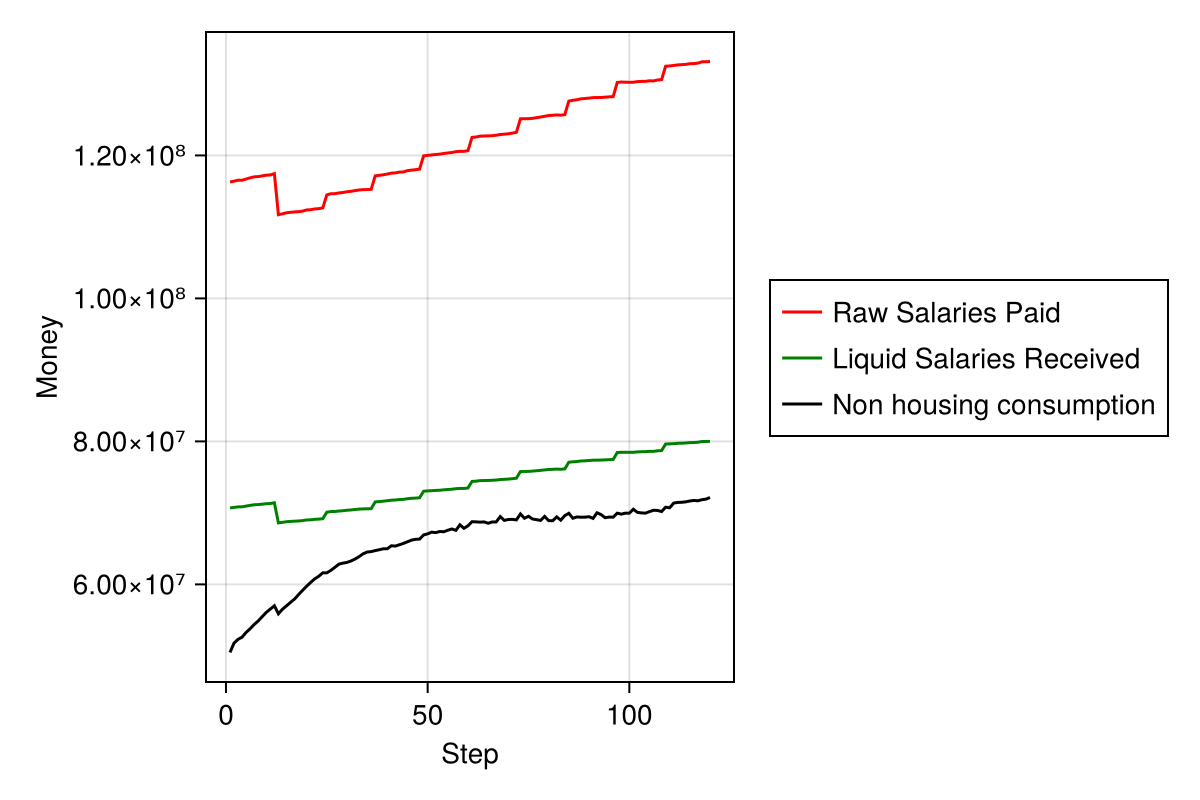 1.20×10⁸
1.00×10⁸
8.00×10⁷
6.00×10⁷
Money
0 50 100
Step
Raw Salaries Paid
Liquid Salaries Received
Non housing consumption